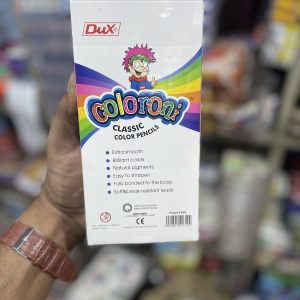 DUX
coloroni
CLASSIC
COLOR PENCILS
Extra smooth
Brilliant colors
Natural pigments
Easy to sharpen
Fully bonded to the body
Soft/break resistant leads
CE